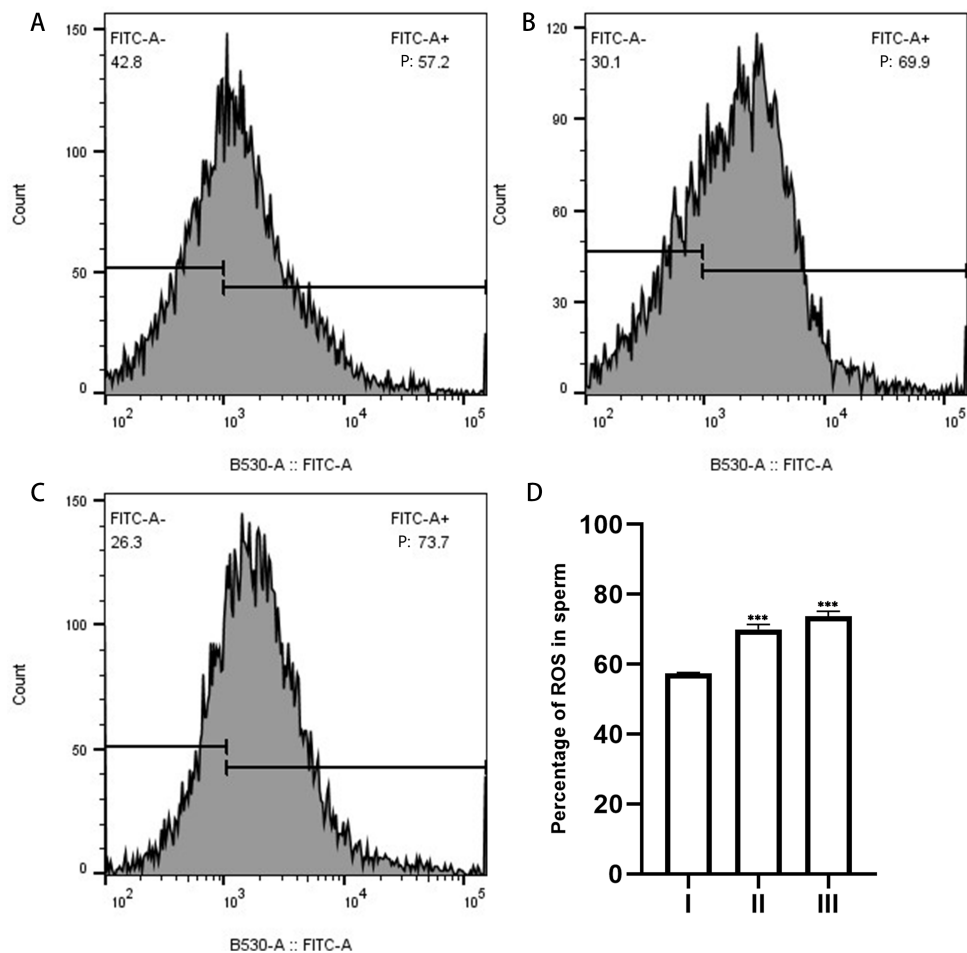 A
FITC-A-
42.8
FITC-A+
P: 57.2
150
100
50
0
Count
10² 10³ 10⁴ 10⁵
B530-A :: FITC-A
B
FITC-A-
30.1
FITC-A+
P: 69.9
120
90
60
30
0
Count
10² 10³ 10⁴ 10⁵
B530-A :: FITC-A
C
FITC-A-
26.3
FITC-A+
P: 73.7
150
100
50
0
Count
10² 10³ 10⁴ 10⁵
B530-A :: FITC-A
D
100
80
60
40
20
0
Percentage of ROS in sperm
***
***
I II III